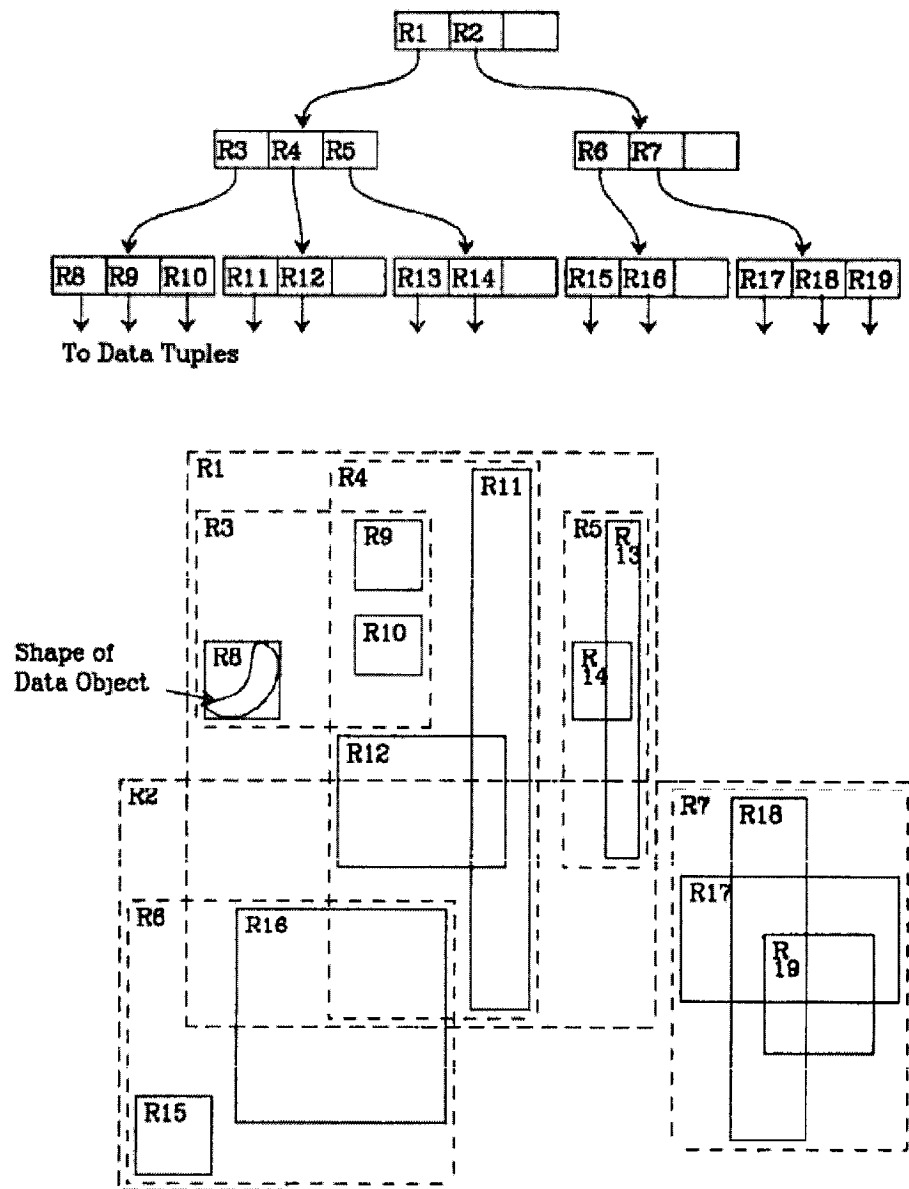 R1 R2
R3 R4 R5
R6 R7
R8 R9 R10
R11 R12
R13 R14
R15 R16
R17 R18 R19
To Data Tuples
R1
R4
R11
R3
R9
R5
R
13
R10
Shape of
Data Object
R8
R
14
R12
R2
R7
R18
R17
R6
R16
R
19
R15